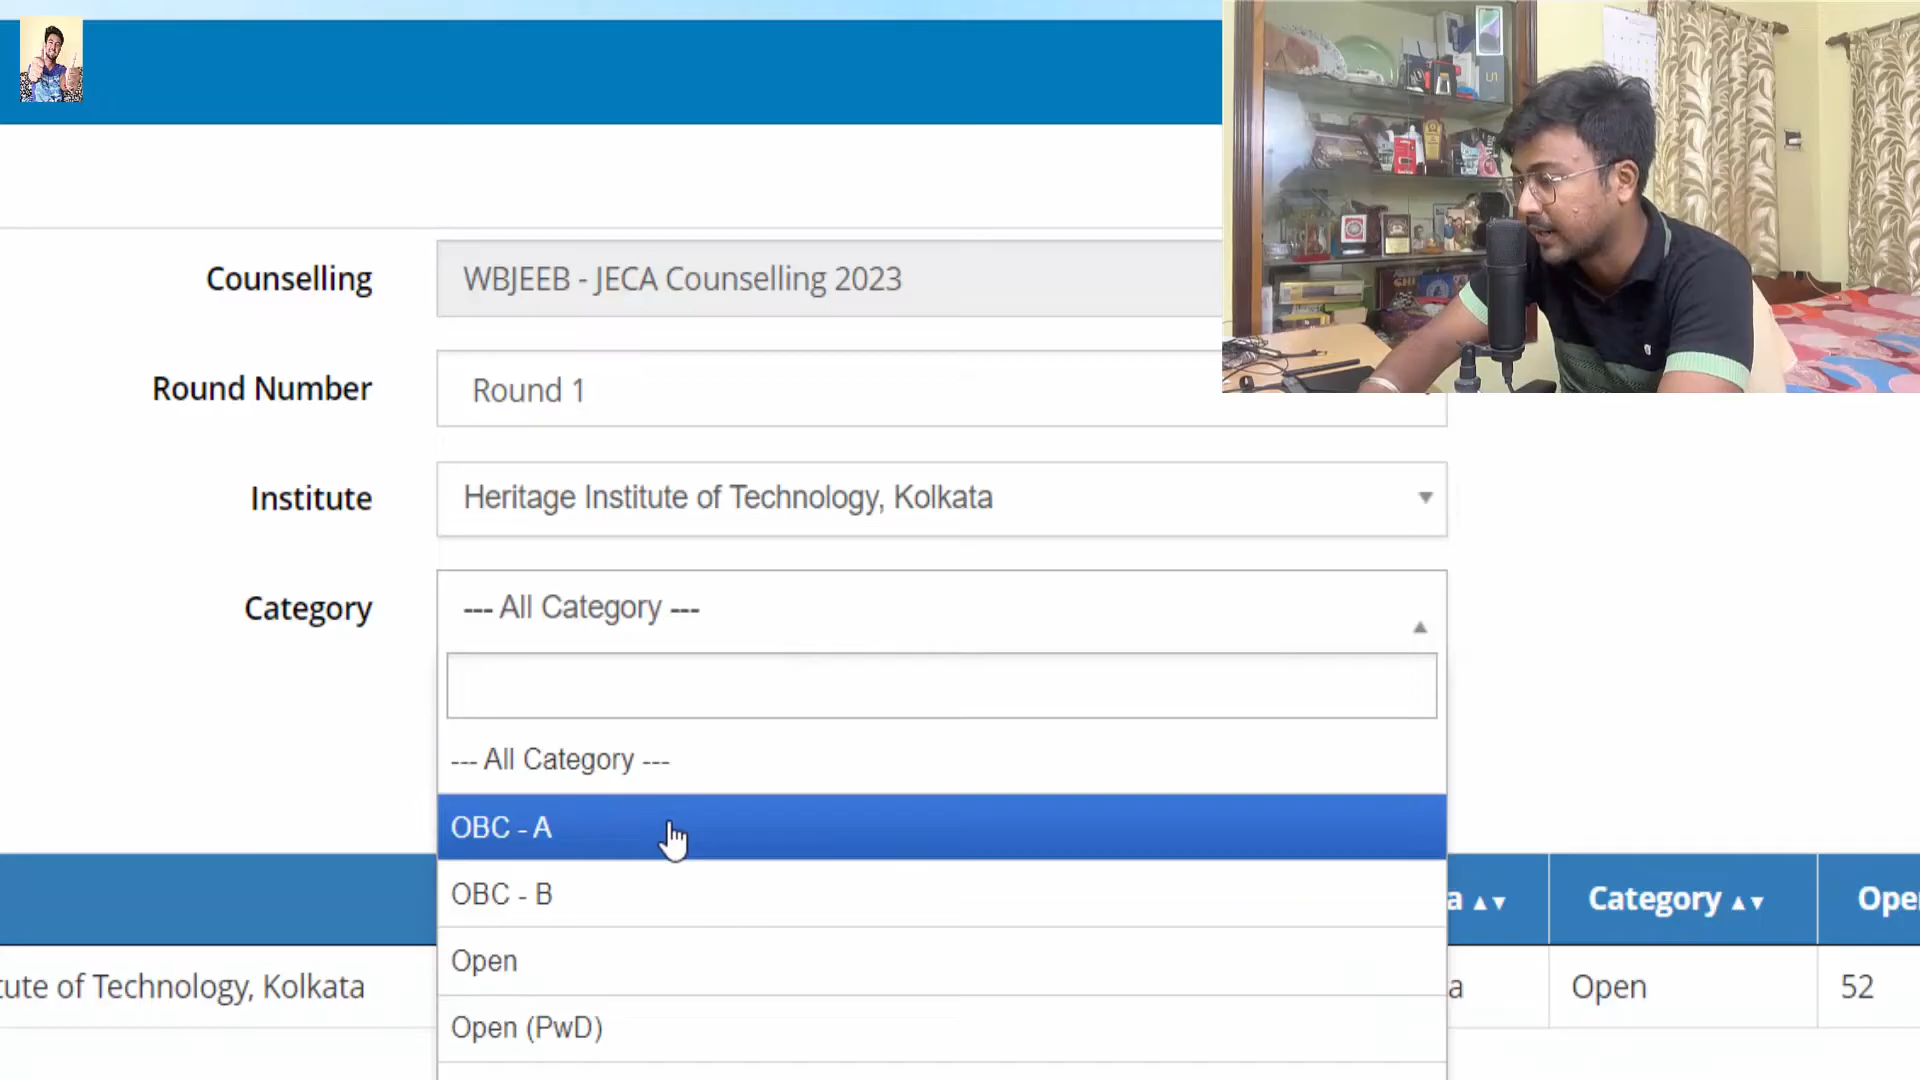 Counselling
WBJEEB - JECA Counselling 2023
Round Number
Round 1
Institute
Heritage Institute of Technology, Kolkata
Category
--- All Category ---
--- All Category ---
OBC - A
OBC - B
Open
Open (PwD)
a ▲▼ Category ▲▼ Ope
tute of Technology, Kolkata a Open 52